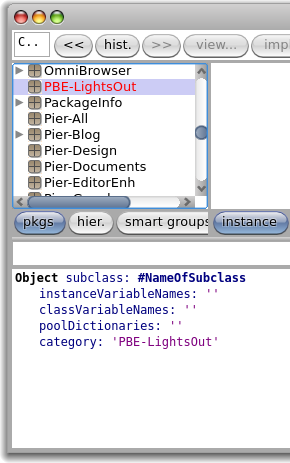 C..
<<
hist.
>>
view...
imp
OmniBrowser
PBE-LightsOut
PackageInfo
Pier-All
Pier-Blog
Pier-Design
Pier-Documents
Pier-EditorEnh
pkgs
hier.
smart groups
instance
Object subclass: #NameOfSubclass
instanceVariableNames: ''
classVariableNames: ''
poolDictionaries: ''
category: 'PBE-LightsOut'